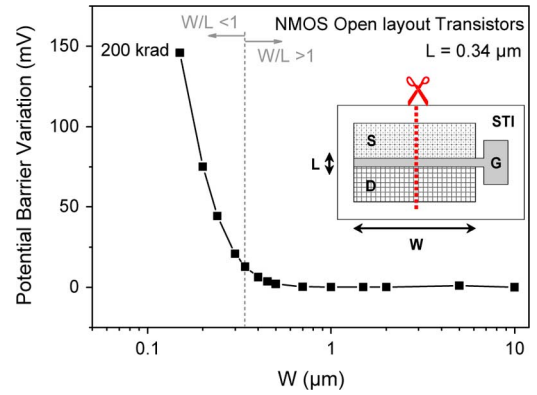 NMOS Open layout Transistors
L = 0.34 µm
W/L <1
W/L >1
200 krad
STI
S
L
G
D
W
Potential Barrier Variation (mV)
150
100
50
0
0.1
1
10
W (µm)